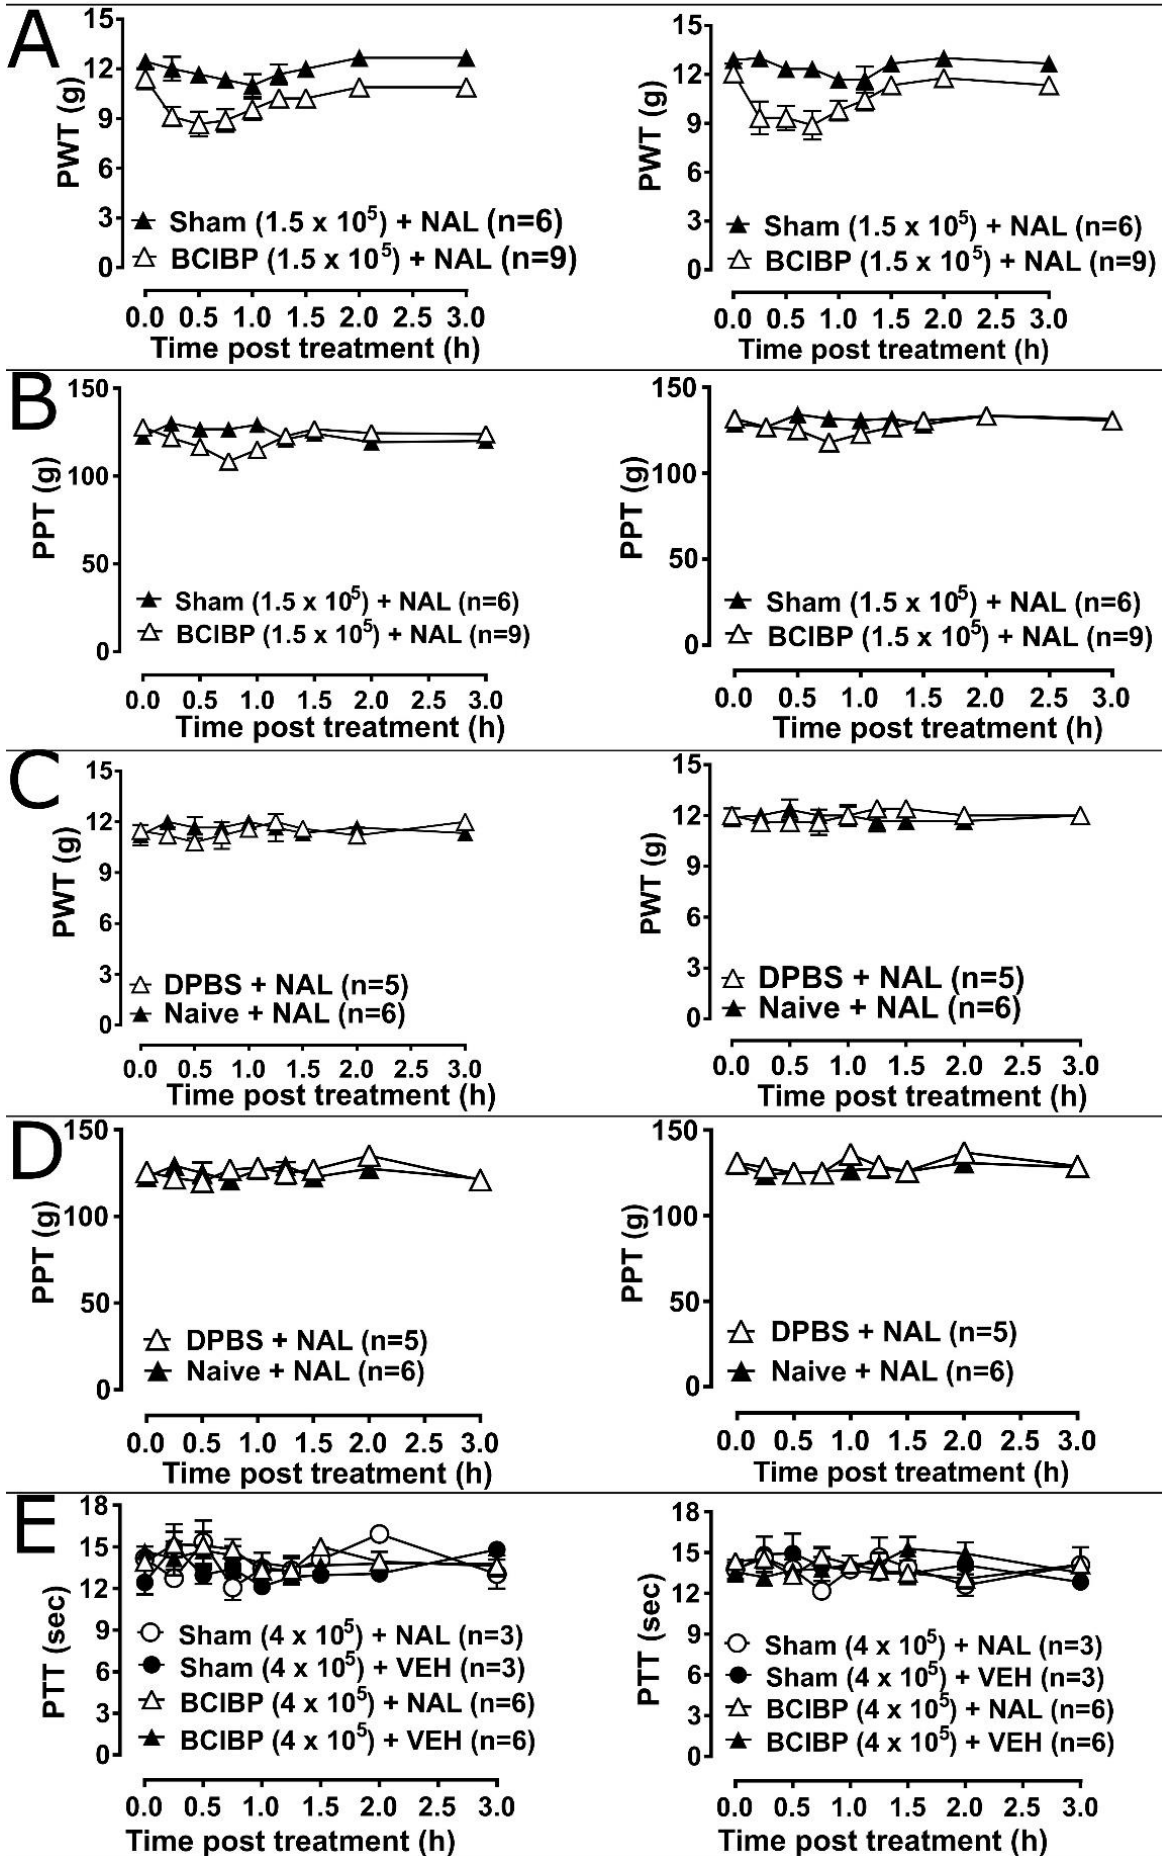 A
PWT (g)
15
12
9
6
3
0
Sham (1.5 x 10⁵) + NAL (n=6)
BCIBP (1.5 x 10⁵) + NAL (n=9)
0.0 0.5 1.0 1.5 2.0 2.5 3.0
Time post treatment (h)
PWT (g)
15
12
9
6
3
0
Sham (1.5 x 10⁵) + NAL (n=6)
BCIBP (1.5 x 10⁵) + NAL (n=9)
0.0 0.5 1.0 1.5 2.0 2.5 3.0
Time post treatment (h)
B
PPT (g)
150
100
50
0
Sham (1.5 x 10⁵) + NAL (n=6)
BCIBP (1.5 x 10⁵) + NAL (n=9)
0.0 0.5 1.0 1.5 2.0 2.5 3.0
Time post treatment (h)
PPT (g)
150
100
50
0
Sham (1.5 x 10⁵) + NAL (n=6)
BCIBP (1.5 x 10⁵) + NAL (n=9)
0.0 0.5 1.0 1.5 2.0 2.5 3.0
Time post treatment (h)
C
PWT (g)
15
12
9
6
3
0
DPBS + NAL (n=5)
Naive + NAL (n=6)
0.0 0.5 1.0 1.5 2.0 2.5 3.0
Time post treatment (h)
PWT (g)
15
12
9
6
3
0
DPBS + NAL (n=5)
Naive + NAL (n=6)
0.0 0.5 1.0 1.5 2.0 2.5 3.0
Time post treatment (h)
D
PPT (g)
150
100
50
0
DPBS + NAL (n=5)
Naive + NAL (n=6)
0.0 0.5 1.0 1.5 2.0 2.5 3.0
Time post treatment (h)
PPT (g)
150
100
50
0
DPBS + NAL (n=5)
Naive + NAL (n=6)
0.0 0.5 1.0 1.5 2.0 2.5 3.0
Time post treatment (h)
E
PTT (sec)
18
15
12
9
6
3
0
Sham (4 x 10⁵) + NAL (n=3)
Sham (4 x 10⁵) + VEH (n=3)
BCIBP (4 x 10⁵) + NAL (n=6)
BCIBP (4 x 10⁵) + VEH (n=6)
0.0 0.5 1.0 1.5 2.0 2.5 3.0
Time post treatment (h)
PTT (sec)
18
15
12
9
6
3
0
Sham (4 x 10⁵) + NAL (n=3)
Sham (4 x 10⁵) + VEH (n=3)
BCIBP (4 x 10⁵) + NAL (n=6)
BCIBP (4 x 10⁵) + VEH (n=6)
0.0 0.5 1.0 1.5 2.0 2.5 3.0
Time post treatment (h)